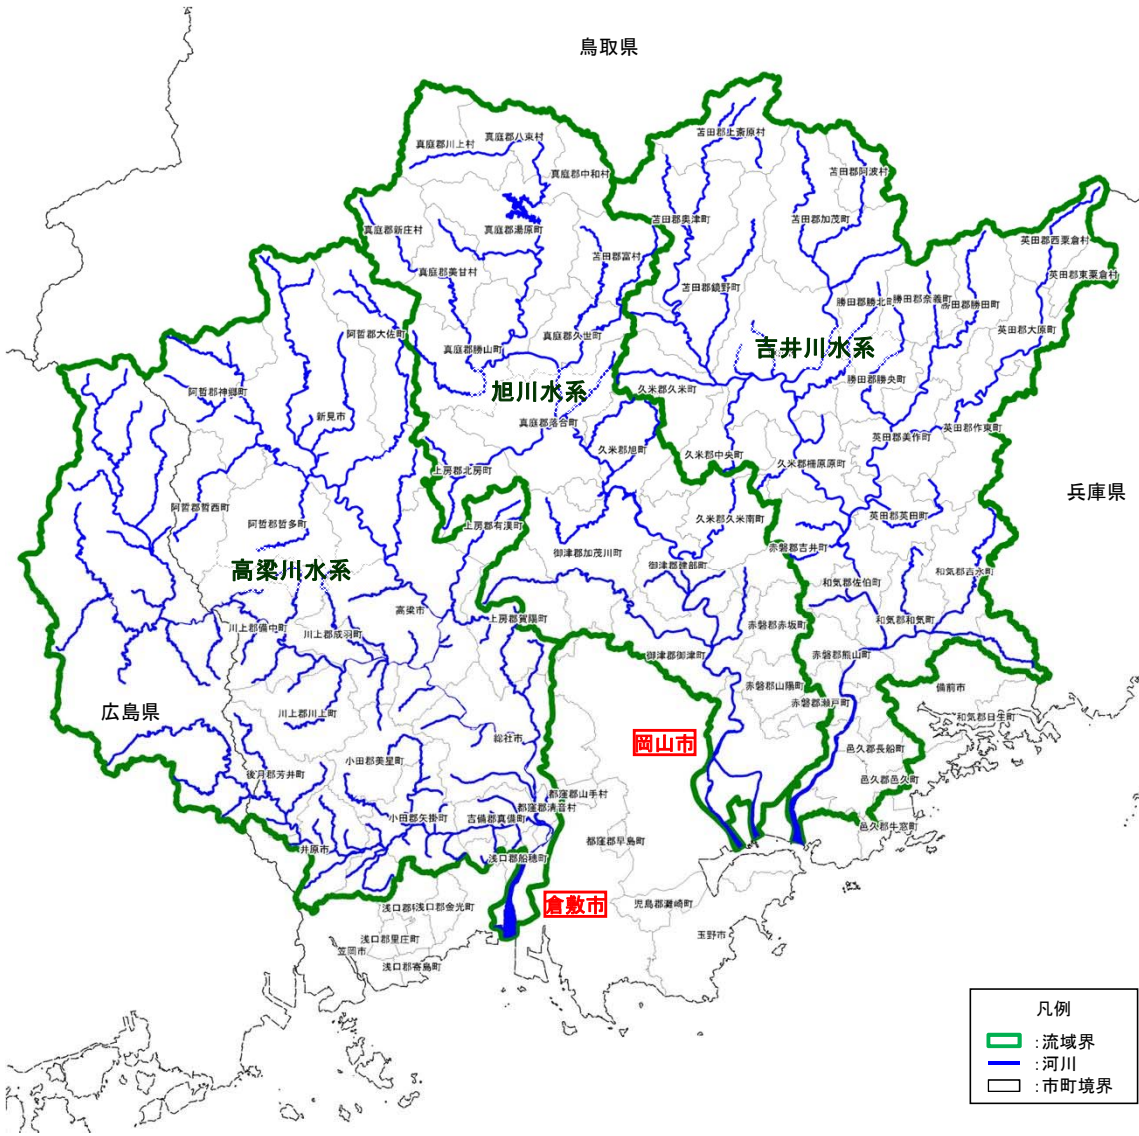 鳥取県
苫田郡上斎原村
真庭郡八束村
真庭郡川上村
真庭郡中和村
苫田郡阿波村
苫田郡奥津町
苫田郡加茂町
真庭郡新庄村
真庭郡湯原町
英田郡西粟倉村
苫田郡富村
真庭郡美甘村
英田郡東粟倉村
苫田郡鏡野町
勝田郡勝北町
勝田郡奈義町
勝田郡勝田町
阿哲郡大佐町
真庭郡久世町
英田郡大原町
真庭郡勝山町
吉井川水系
勝田郡勝央町
阿哲郡神郷町
旭川水系
久米郡久米町
新見市
真庭郡落合町
英田郡作東町
英田郡美作町
久米郡旭町
久米郡中央町
久米郡柵原原町
上房郡北房町
兵庫県
阿哲郡哲西町
阿哲郡哲多町
上房郡有漢町
久米郡久米南町
英田郡英田町
赤磐郡吉井町
御津郡加茂川町
御津郡建部町
高梁川水系
和気郡吉永町
和気郡佐伯町
高梁市
上房郡賀陽町
和気郡和気町
川上郡備中町
川上郡成羽町
赤磐郡赤坂町
御津郡御津町
赤磐郡熊山町
赤磐郡山陽町
備前市
赤磐郡瀬戸町
広島県
川上郡川上町
和気郡日生町
総社市
岡山市
邑久郡長船町
小田郡美星町
後月郡芳井町
邑久郡邑久町
都窪郡山手村
都窪郡清音村
小田郡矢掛町
吉備郡真備町
邑久郡牛窓町
都窪郡早島町
井原市
浅口郡船穂町
倉敷市
児島郡灘崎町
浅口郡
浅口郡金光町
玉野市
浅口郡里庄町
笠岡市
浅口郡寄島町
凡例
:流域界
:河川
:市町境界